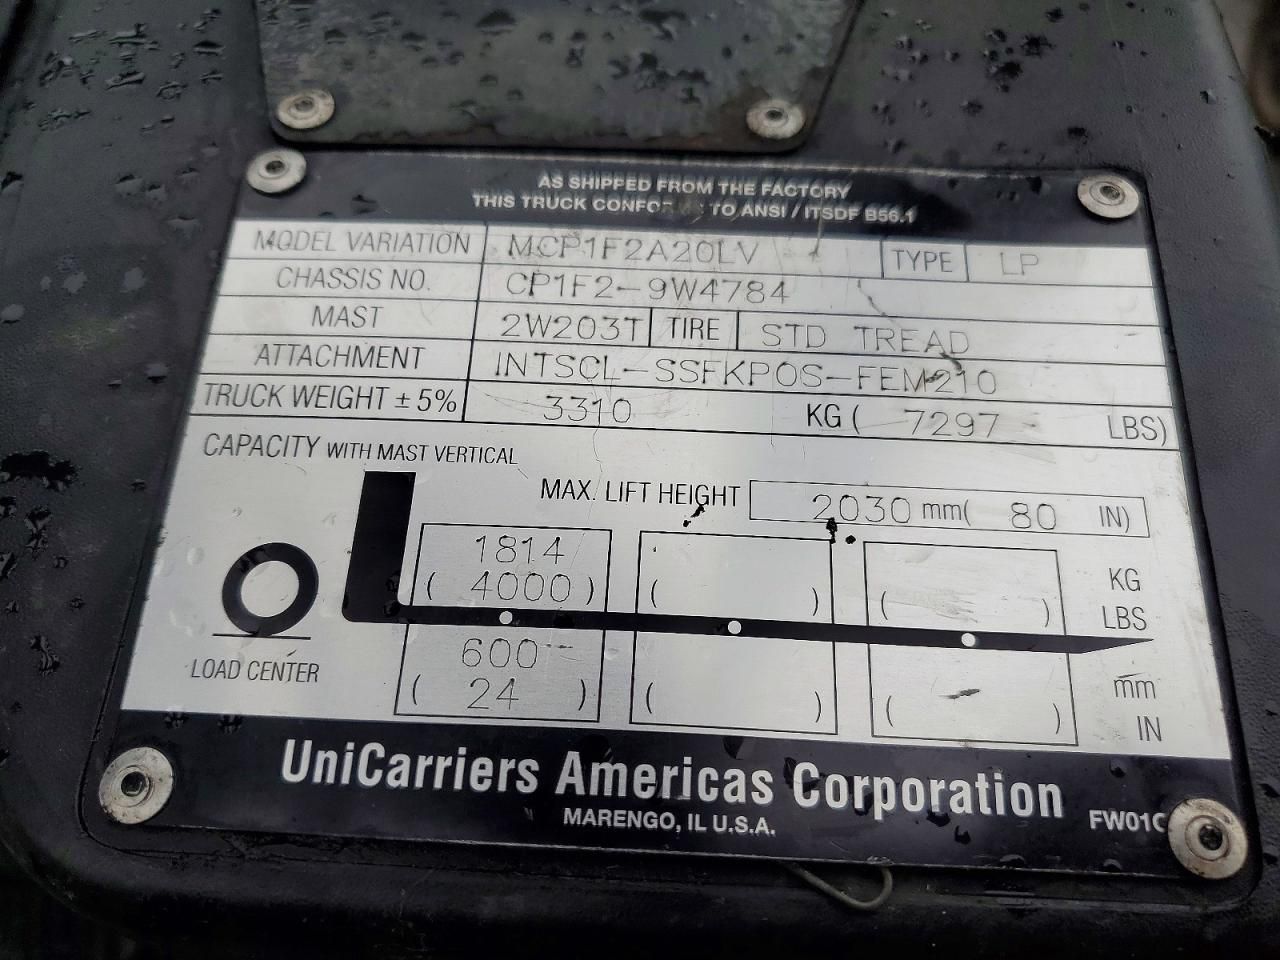 AS SHIPPED FROM THE FACTORY
THIS TRUCK CONFORMS TO ANSI / ITSDF B56.1
MODEL VARIATION MCP1F2A20LV TYPE LP
CHASSIS NO. CP1F2-9W4784
MAST 2W203T TIRE STD TREAD
ATTACHMENT INTSCL-SSFKPOS-FEM210
TRUCK WEIGHT ± 5% 3310 KG ( 7297 LBS)
CAPACITY WITH MAST VERTICAL
MAX. LIFT HEIGHT 2030 mm( 80 IN)
1814 KG
( 4000 ) ( ) ( ) LBS
LOAD CENTER 600 mm
( 24 ) ( ) ( ) IN
UniCarriers Americas Corporation
MARENGO, IL U.S.A. FW01C